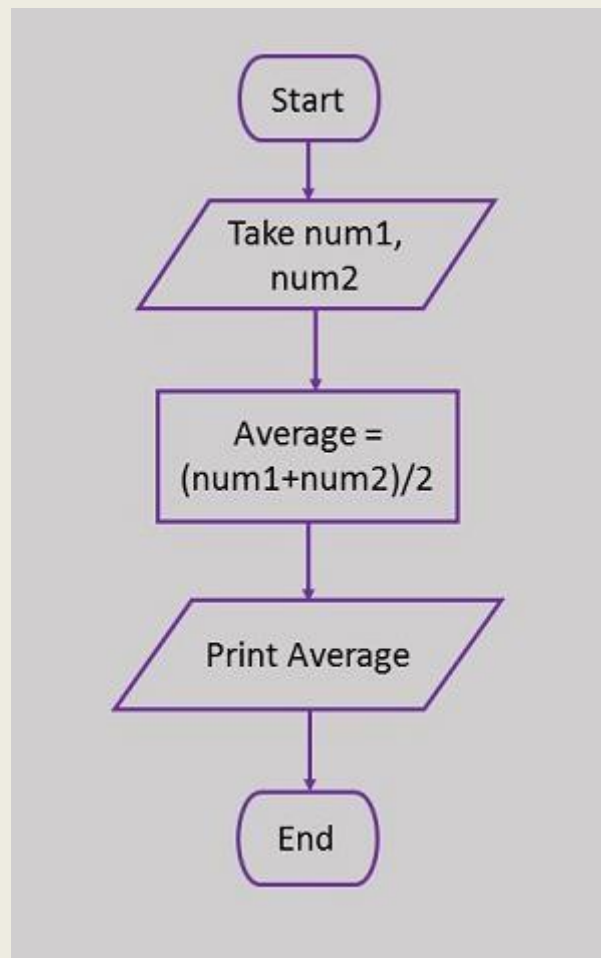 Start
Take num1,
num2
Average =
(num1+num2)/2
Print Average
End